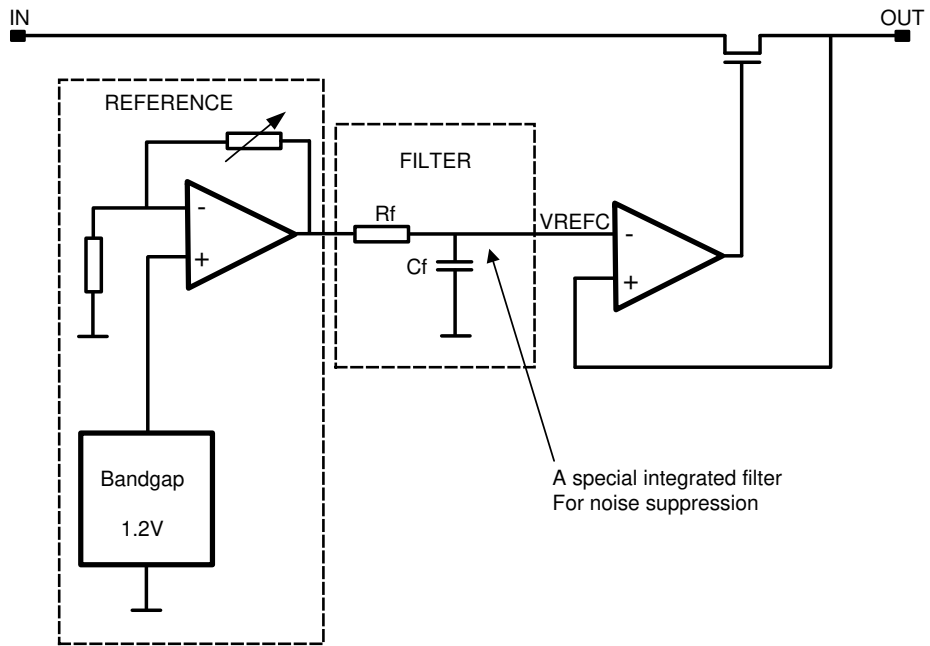 IN
OUT
REFERENCE
FILTER
-
+
Rf
Cf
VREFC
-
+
Bandgap
1.2V
A special integrated filter
For noise suppression